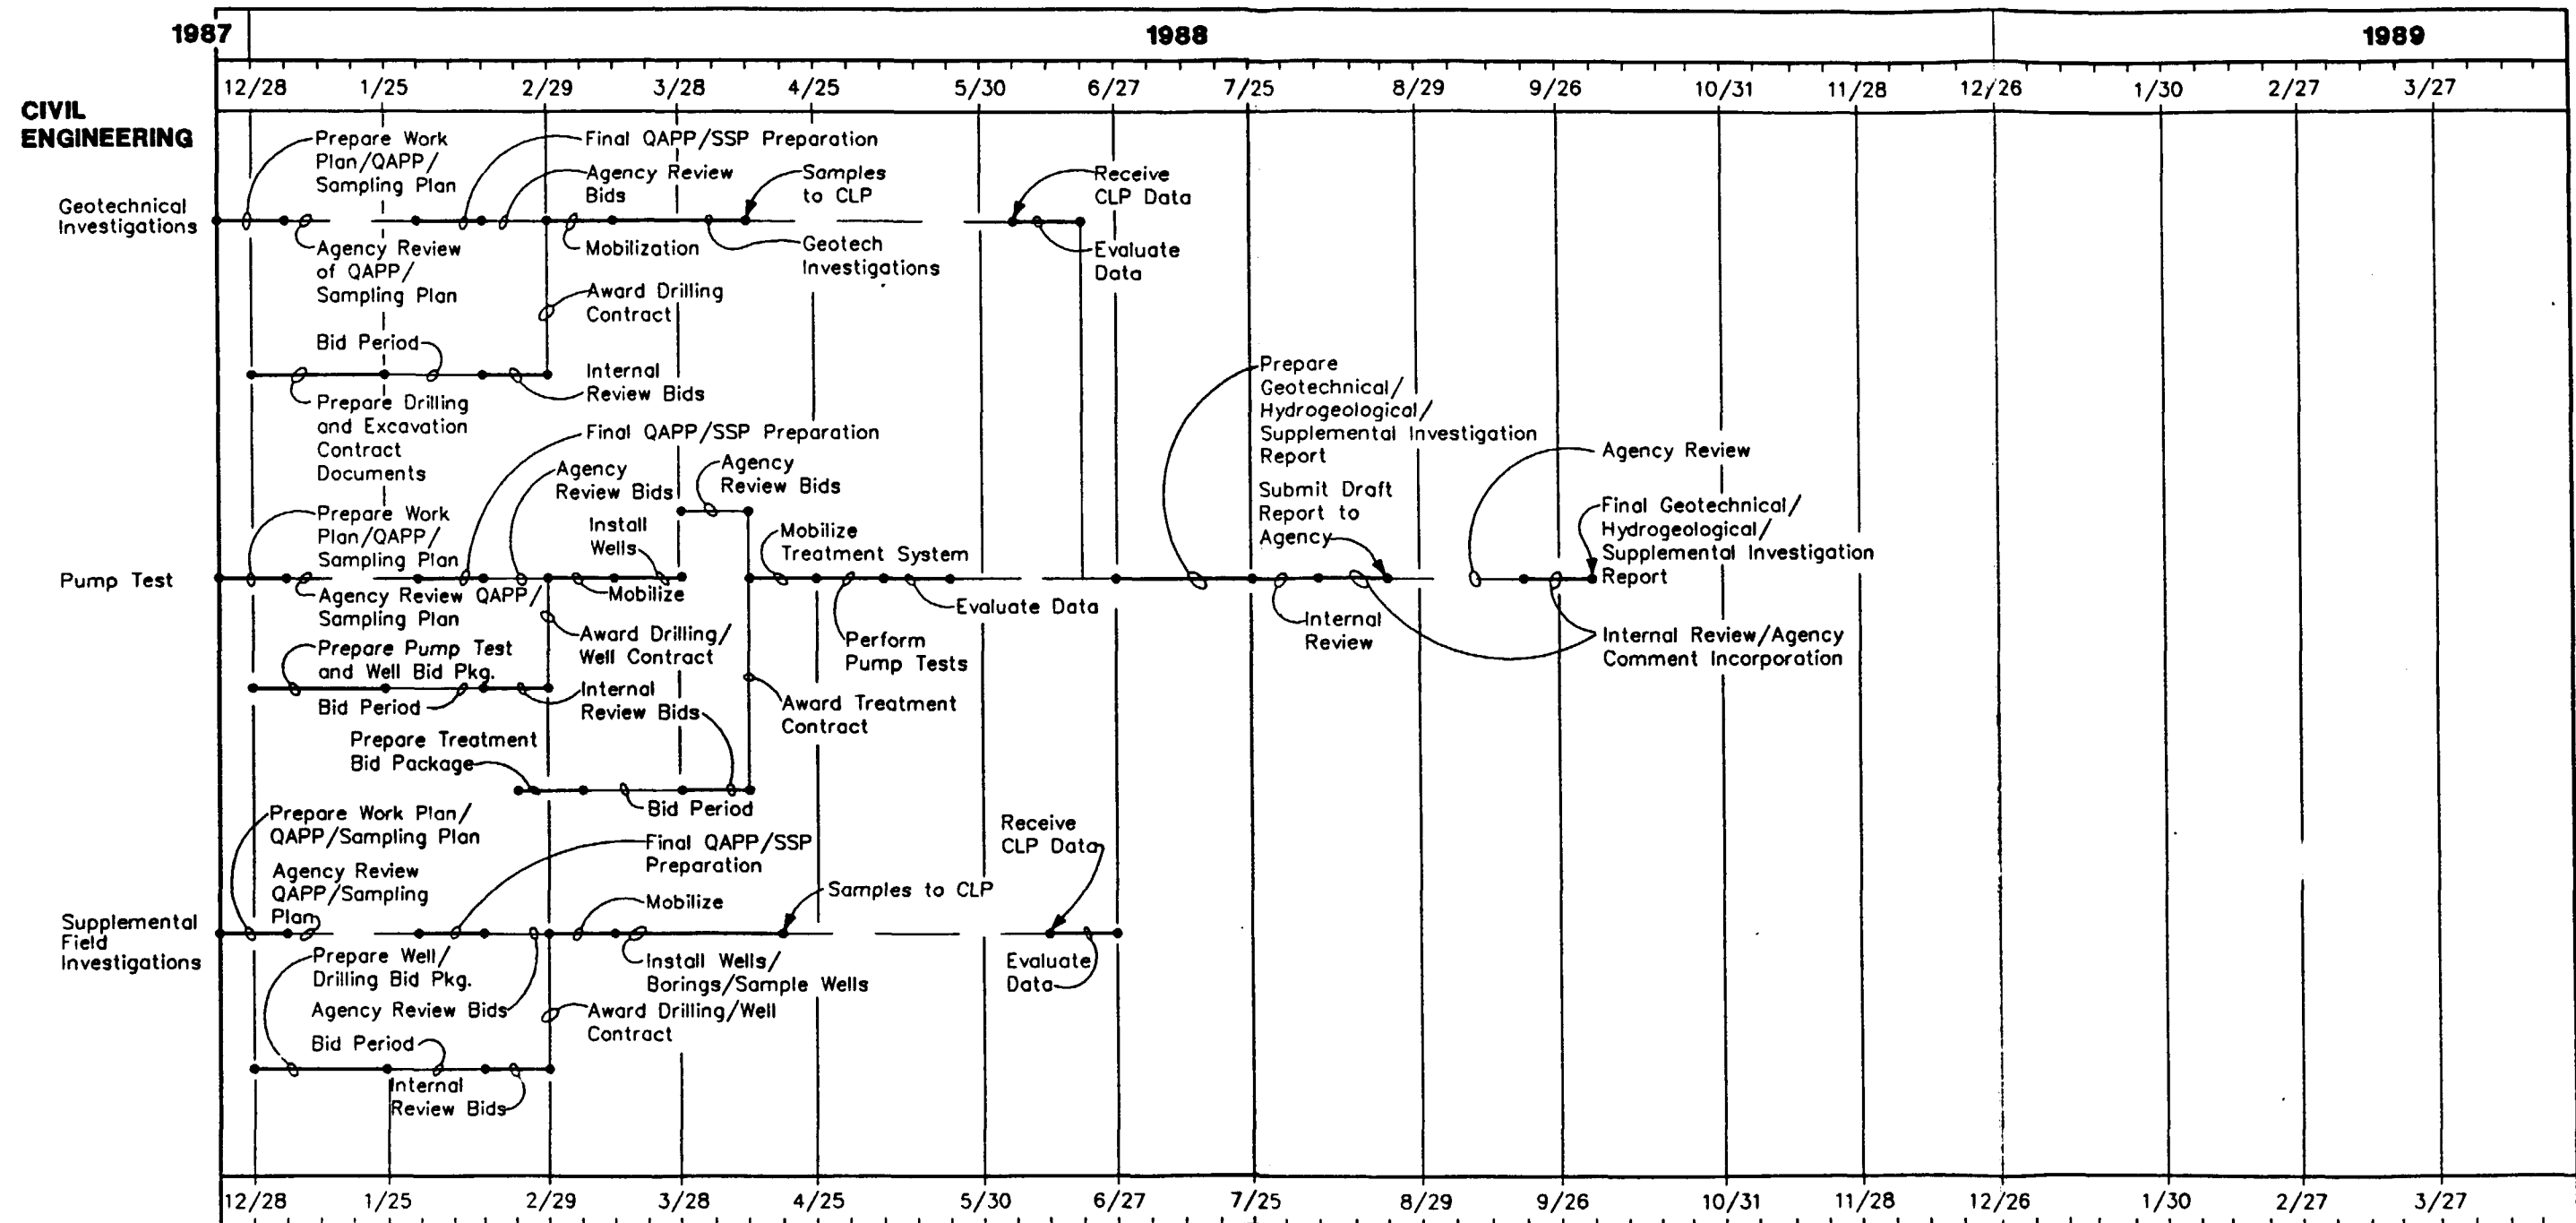 1987
1988
1989
12/28 1/25 2/29 3/28 4/25 5/30 6/27 7/25 8/29 9/26 10/31 11/28 12/26 1/30 2/27 3/27
CIVIL
ENGINEERING
Geotechnical
Investigations
Prepare Work
Plan/QAPP/
Sampling Plan
Final QAPP/SSP Preparation
Agency Review
Bids
Samples
to CLP
Receive
CLP Data
Agency Review
of QAPP/
Sampling Plan
Mobilization
Geotech
Investigations
Evaluate
Data
Award Drilling
Contract
Bid Period
Internal
Review Bids
Prepare Drilling
and Excavation
Contract
Documents
Pump Test
Prepare Work
Plan/QAPP/
Sampling Plan
Final QAPP/SSP Preparation
Agency
Review Bids
Agency
Review Bids
Install
Wells
Mobilize
Treatment System
Agency Review QAPP/
Sampling Plan
Mobilize
Evaluate Data
Perform
Pump Tests
Award Drilling/
Well Contract
Prepare Pump Test
and Well Bid Pkg.
Bid Period
Internal
Review Bids
Award Treatment
Contract
Prepare Treatment
Bid Package
Bid Period
Prepare
Geotechnical/
Hydrogeological/
Supplemental Investigation
Report
Submit Draft
Report to
Agency
Internal
Review
Agency Review
Final Geotechnical/
Hydrogeological/
Supplemental Investigation
Report
Internal Review/Agency
Comment Incorporation
Supplemental
Field
Investigations
Prepare Work Plan/
QAPP/Sampling Plan
Agency Review
QAPP/Sampling
Plan
Final QAPP/SSP
Preparation
Mobilize
Samples to CLP
Receive
CLP Data
Prepare Well/
Drilling Bid Pkg.
Agency Review Bids
Install Wells/
Borings/Sample Wells
Evaluate
Data
Award Drilling/Well
Contract
Bid Period
Internal
Review Bids
12/28 1/25 2/29 3/28 4/25 5/30 6/27 7/25 8/29 9/26 10/31 11/28 12/26 1/30 2/27 3/27